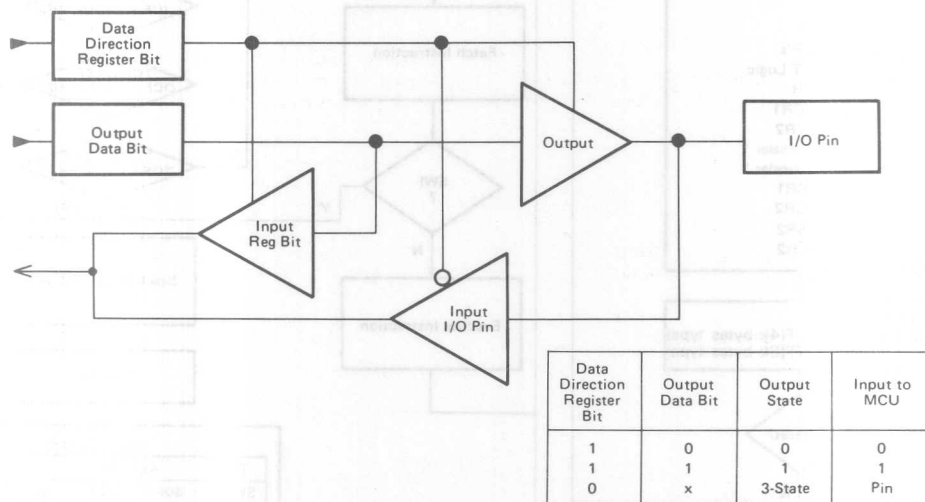 Data
Direction
Register Bit
Output
Data Bit
Output
I/O Pin
Input
Reg Bit
Input
I/O Pin
Data Direction Register Bit | Output Data Bit | Output State | Input to MCU
1 0 0 0
1 1 1 1
0 x 3-State Pin